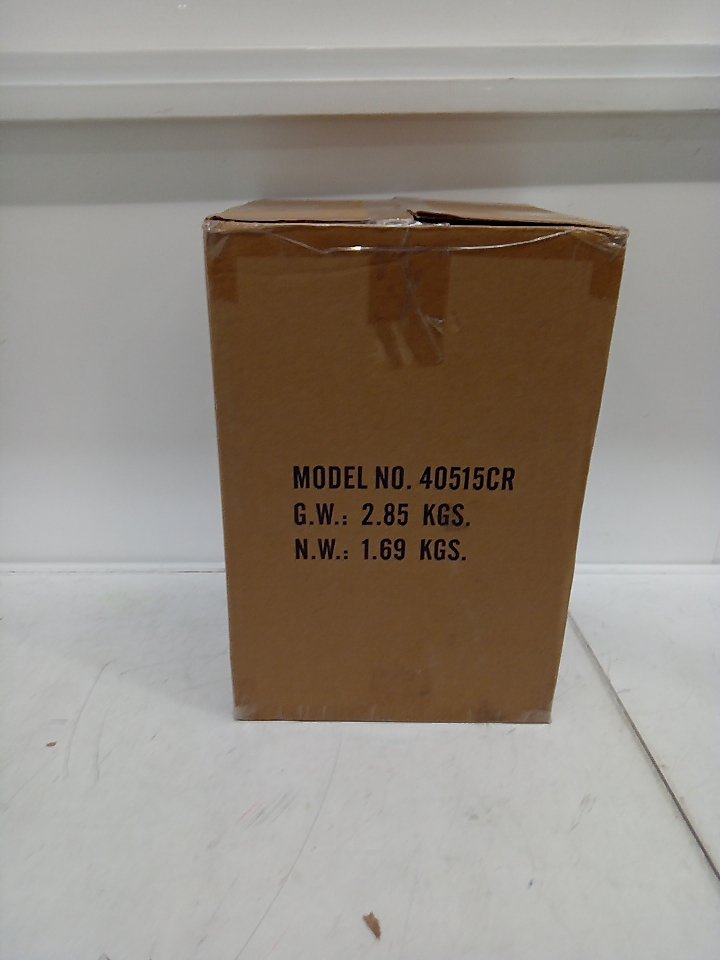 MODEL NO. 40515CR
G.W.: 2.85 KGS.
N.W.: 1.69 KGS.